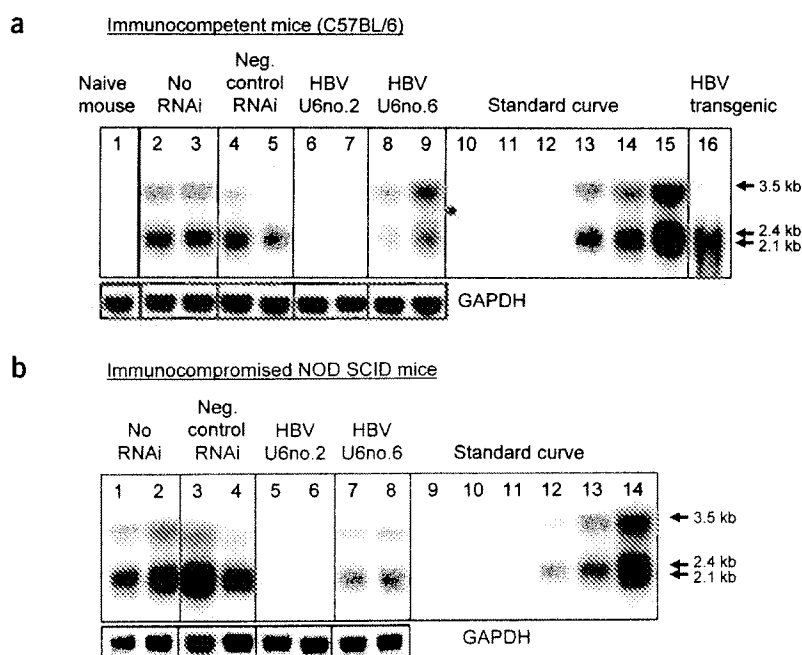 a
Immunocompetent mice (C57BL/6)
Naive mouse
No RNAi
Neg. control RNAi
HBV U6no.2
HBV U6no.6
Standard curve
HBV transgenic
1 2 3 4 5 6 7 8 9 10 11 12 13 14 15 16
3.5 kb
2.4 kb
2.1 kb
GAPDH
b
Immunocompromised NOD SCID mice
No RNAi
Neg. control RNAi
HBV U6no.2
HBV U6no.6
Standard curve
1 2 3 4 5 6 7 8 9 10 11 12 13 14
3.5 kb
2.4 kb
2.1 kb
GAPDH